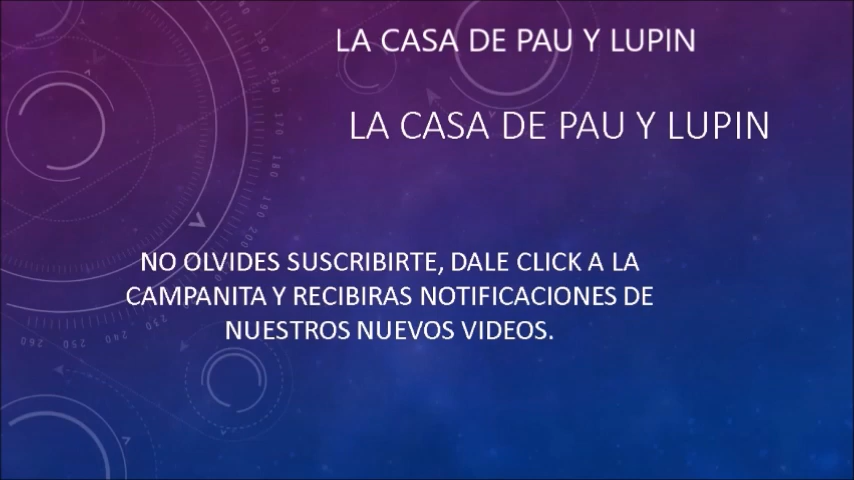 LA CASA DE PAU Y LUPIN
LA CASA DE PAU Y LUPIN
NO OLVIDES SUSCRIBIRTE, DALE CLICK A LA
CAMPANITA Y RECIBIRAS NOTIFICACIONES DE
NUESTROS NUEVOS VIDEOS.